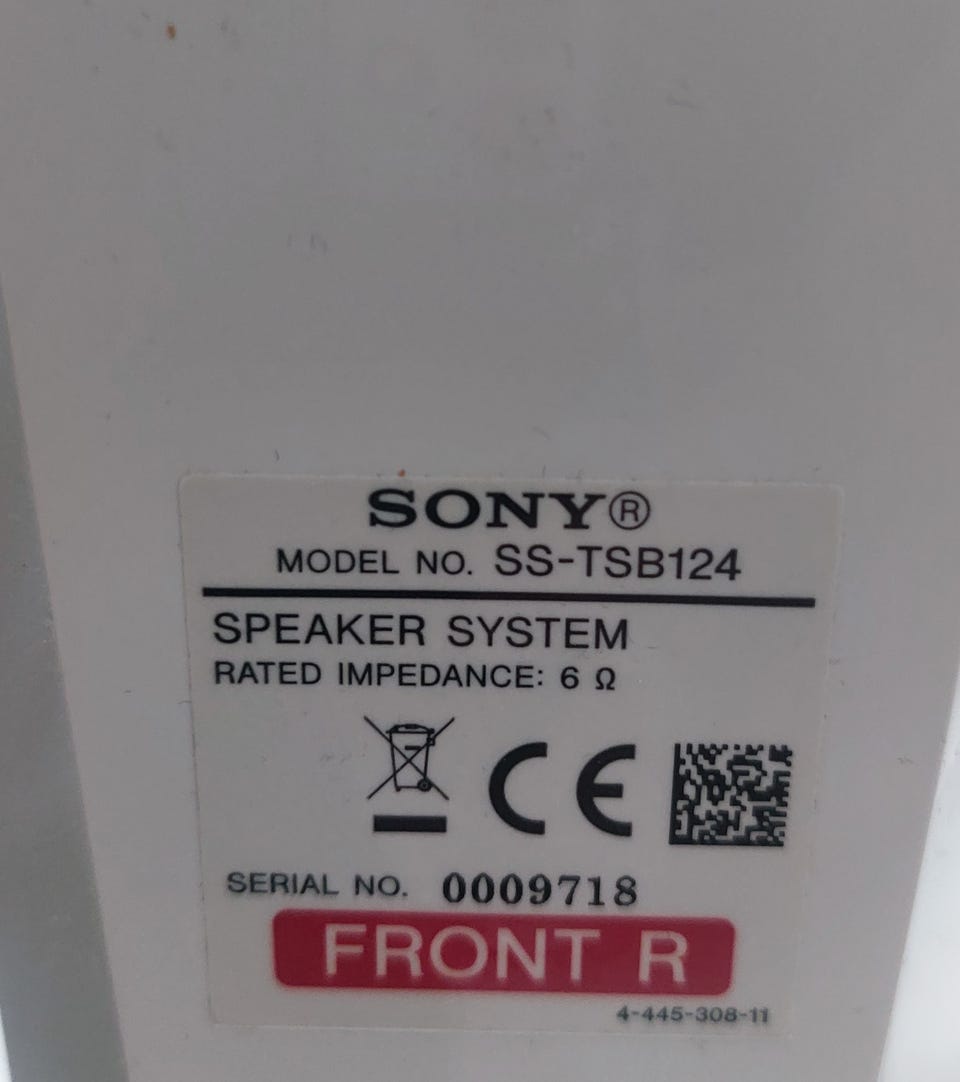 SONY®
MODEL NO. SS-TSB124
SPEAKER SYSTEM
RATED IMPEDANCE: 6 Ω
CE
SERIAL NO. 0009718
FRONT R
4-445-308-11